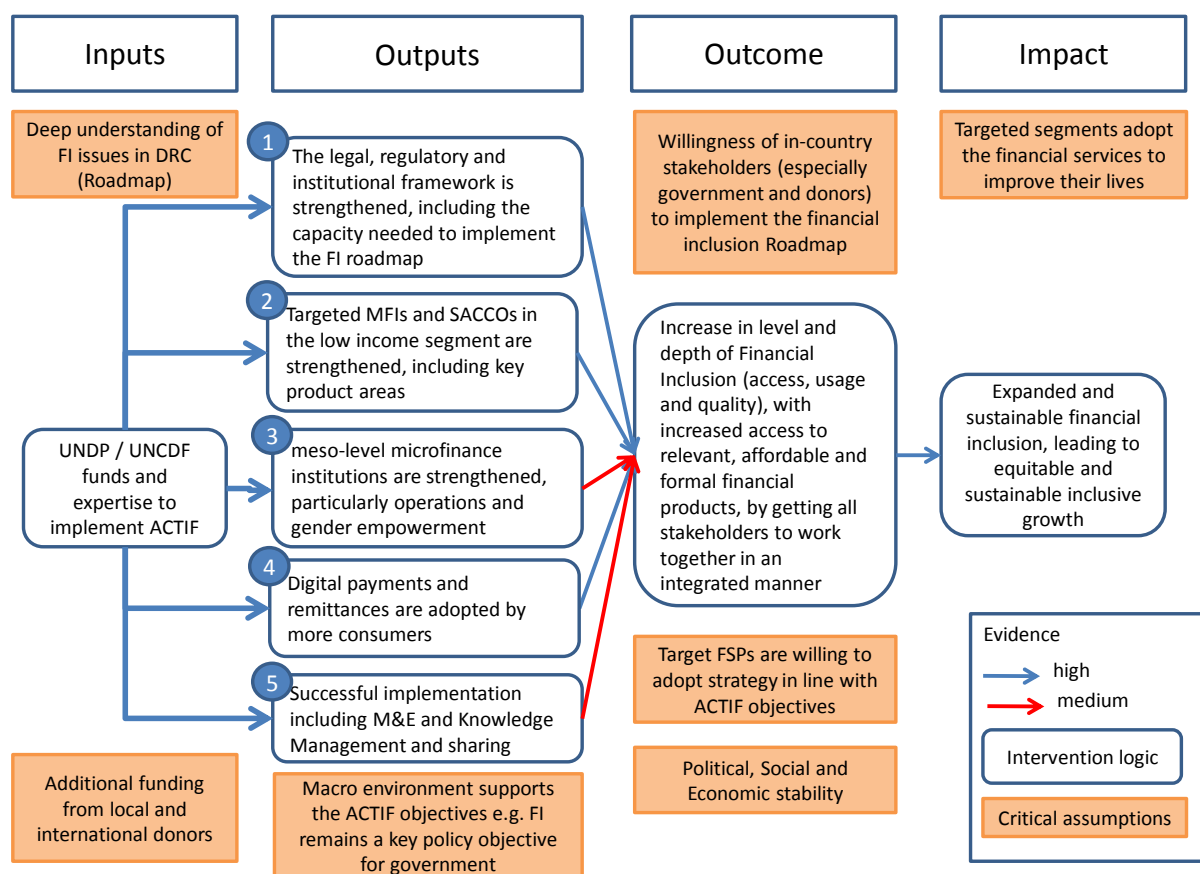 Inputs
Outputs
Outcome
Impact
Deep understanding of
FI issues in DRC
(Roadmap)
UNDP / UNCDF
funds and
expertise to
implement ACTIF
Additional funding
from local and
international donors
1
The legal, regulatory and
institutional framework is
strengthened, including the
capacity needed to implement
the FI roadmap
2
Targeted MFIs and SACCOs in
the low income segment are
strengthened, including key
product areas
3
meso-level microfinance
institutions are strengthened,
particularly operations and
gender empowerment
4
Digital payments and
remittances are adopted by
more consumers
5
Successful implementation
including M&E and Knowledge
Management and sharing
Macro environment supports
the ACTIF objectives e.g. FI
remains a key policy objective
for government
Willingness of in-country
stakeholders (especially
government and donors)
to implement the financial
inclusion Roadmap
Increase in level and
depth of Financial
Inclusion (access, usage
and quality), with
increased access to
relevant, affordable and
formal financial
products, by getting all
stakeholders to work
together in an
integrated manner
Target FSPs are willing to
adopt strategy in line with
ACTIF objectives
Political, Social and
Economic stability
Targeted segments adopt
the financial services to
improve their lives
Expanded and
sustainable financial
inclusion, leading to
equitable and
sustainable inclusive
growth
Evidence
high
medium
Intervention logic
Critical assumptions